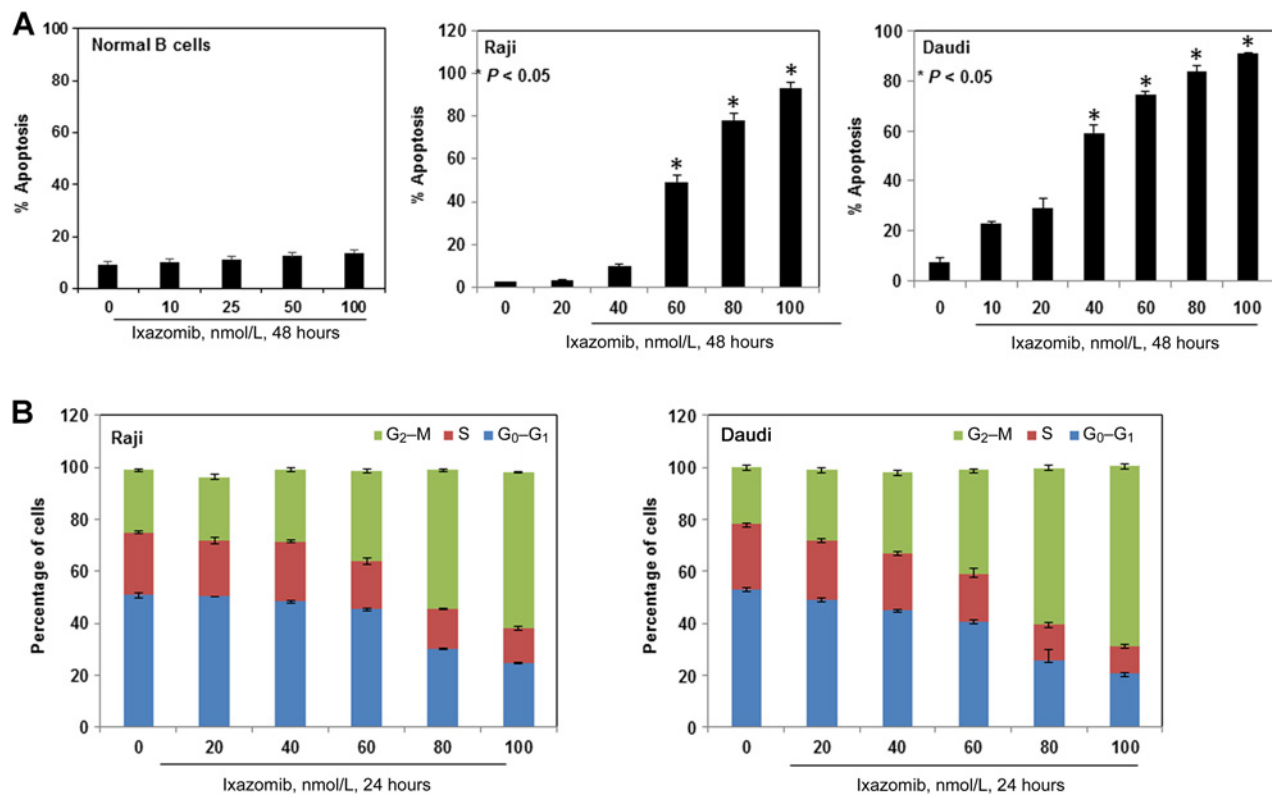 A
Normal B cells
% Apoptosis
100
80
60
40
20
0
0 10 25 50 100
Ixazomib, nmol/L, 48 hours
Raji
* P < 0.05
% Apoptosis
120
100
80
60
40
20
0
* * *
0 20 40 60 80 100
Ixazomib, nmol/L, 48 hours
Daudi
* P < 0.05
% Apoptosis
100
80
60
40
20
0
* * * *
0 10 20 40 60 80 100
Ixazomib, nmol/L, 48 hours
B
Raji
G₂–M S G₀–G₁
Percentage of cells
120
100
80
60
40
20
0
0 20 40 60 80 100
Ixazomib, nmol/L, 24 hours
Daudi
G₂–M S G₀–G₁
Percentage of cells
120
100
80
60
40
20
0
0 20 40 60 80 100
Ixazomib, nmol/L, 24 hours